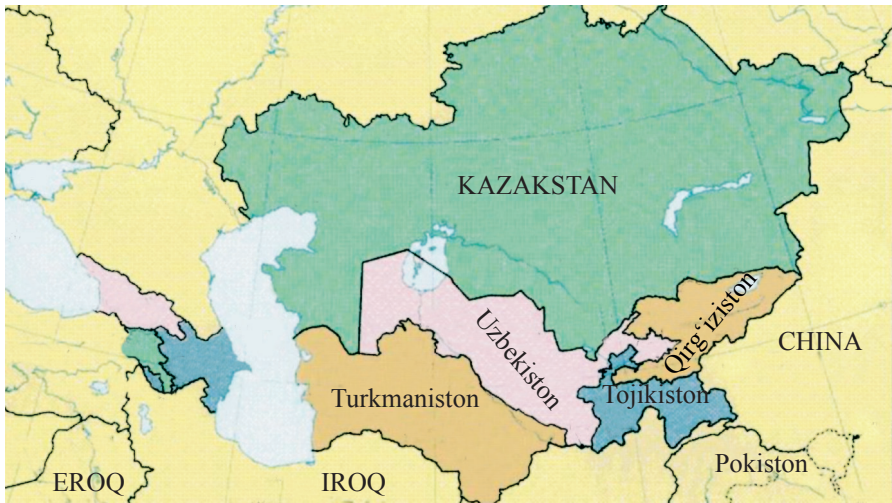 KAZAKSTAN
Uzbekiston
Qirg‘iziston
CHINA
Turkmaniston
Tojikiston
EROQ
IROQ
Pokiston